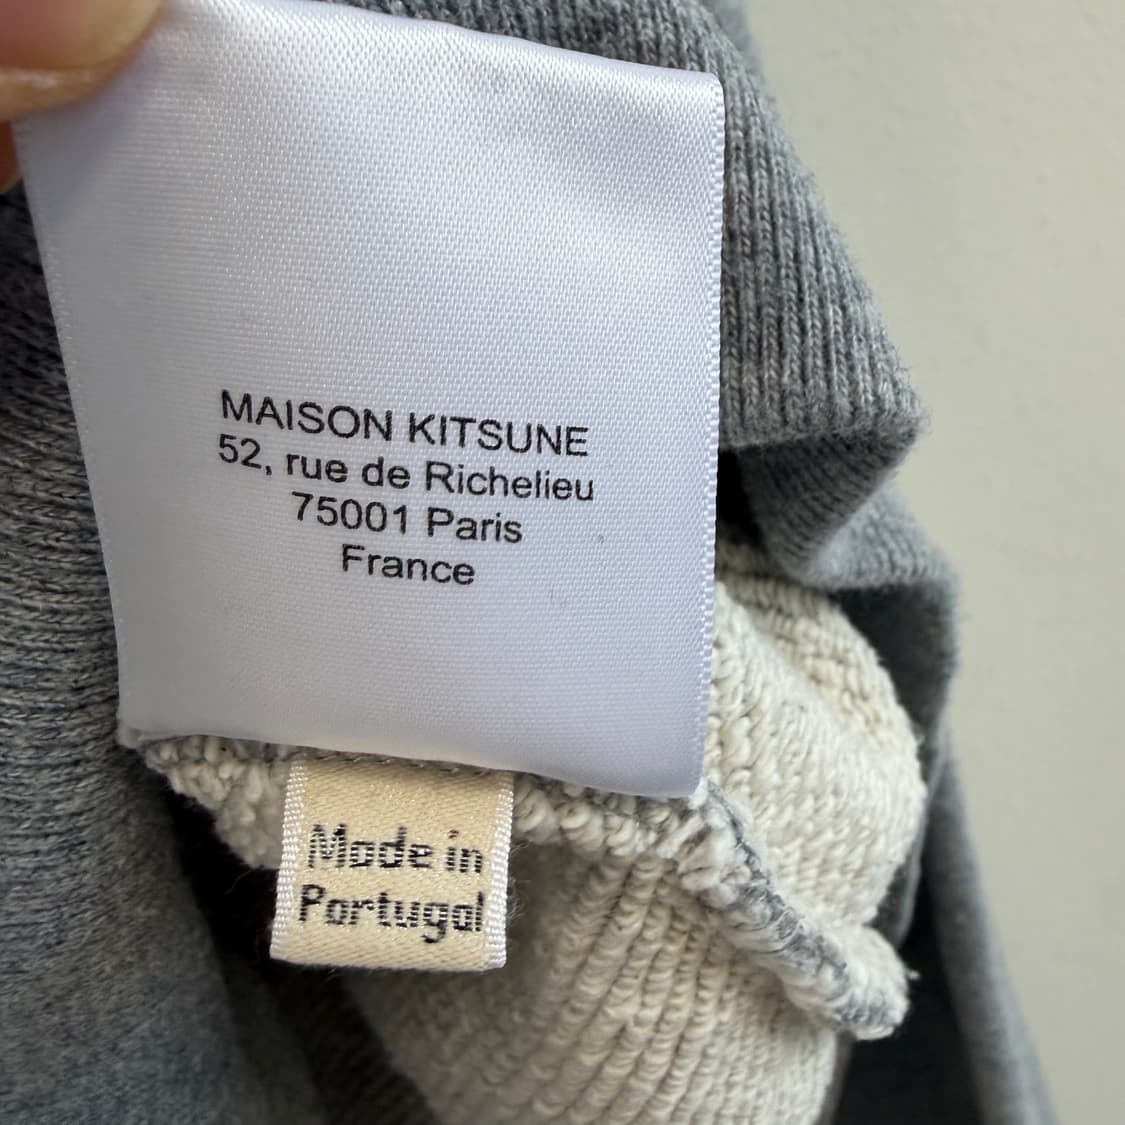 MAISON KITSUNE
52, rue de Richelieu
75001 Paris
France
Made in
Portugal